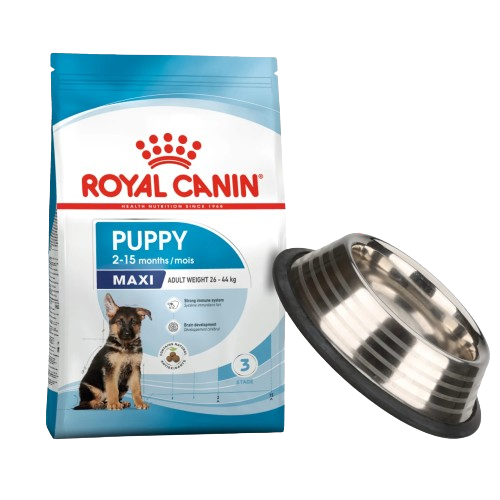 ROYAL CANIN
HEALTH NUTRITION SINCE 1968
PUPPY
2-15 months/mois
MAXI ADULT WEIGHT 26 - 44 kg
Strong immune system
Brain development
3
STAGE